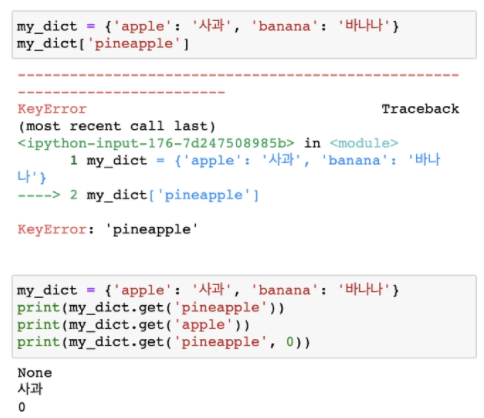 my_dict = {'apple': '사과', 'banana': '바나나'}
my_dict['pineapple']
---------------------------------------------------
------------------------
KeyError                                  Traceback
(most recent call last)
<ipython-input-176-7d247508985b> in <module>
      1 my_dict = {'apple': '사과', 'banana': '바나
나'}
----> 2 my_dict['pineapple']
KeyError: 'pineapple'
my_dict = {'apple': '사과', 'banana': '바나나'}
print(my_dict.get('pineapple'))
print(my_dict.get('apple'))
print(my_dict.get('pineapple', 0))
None
사과
0